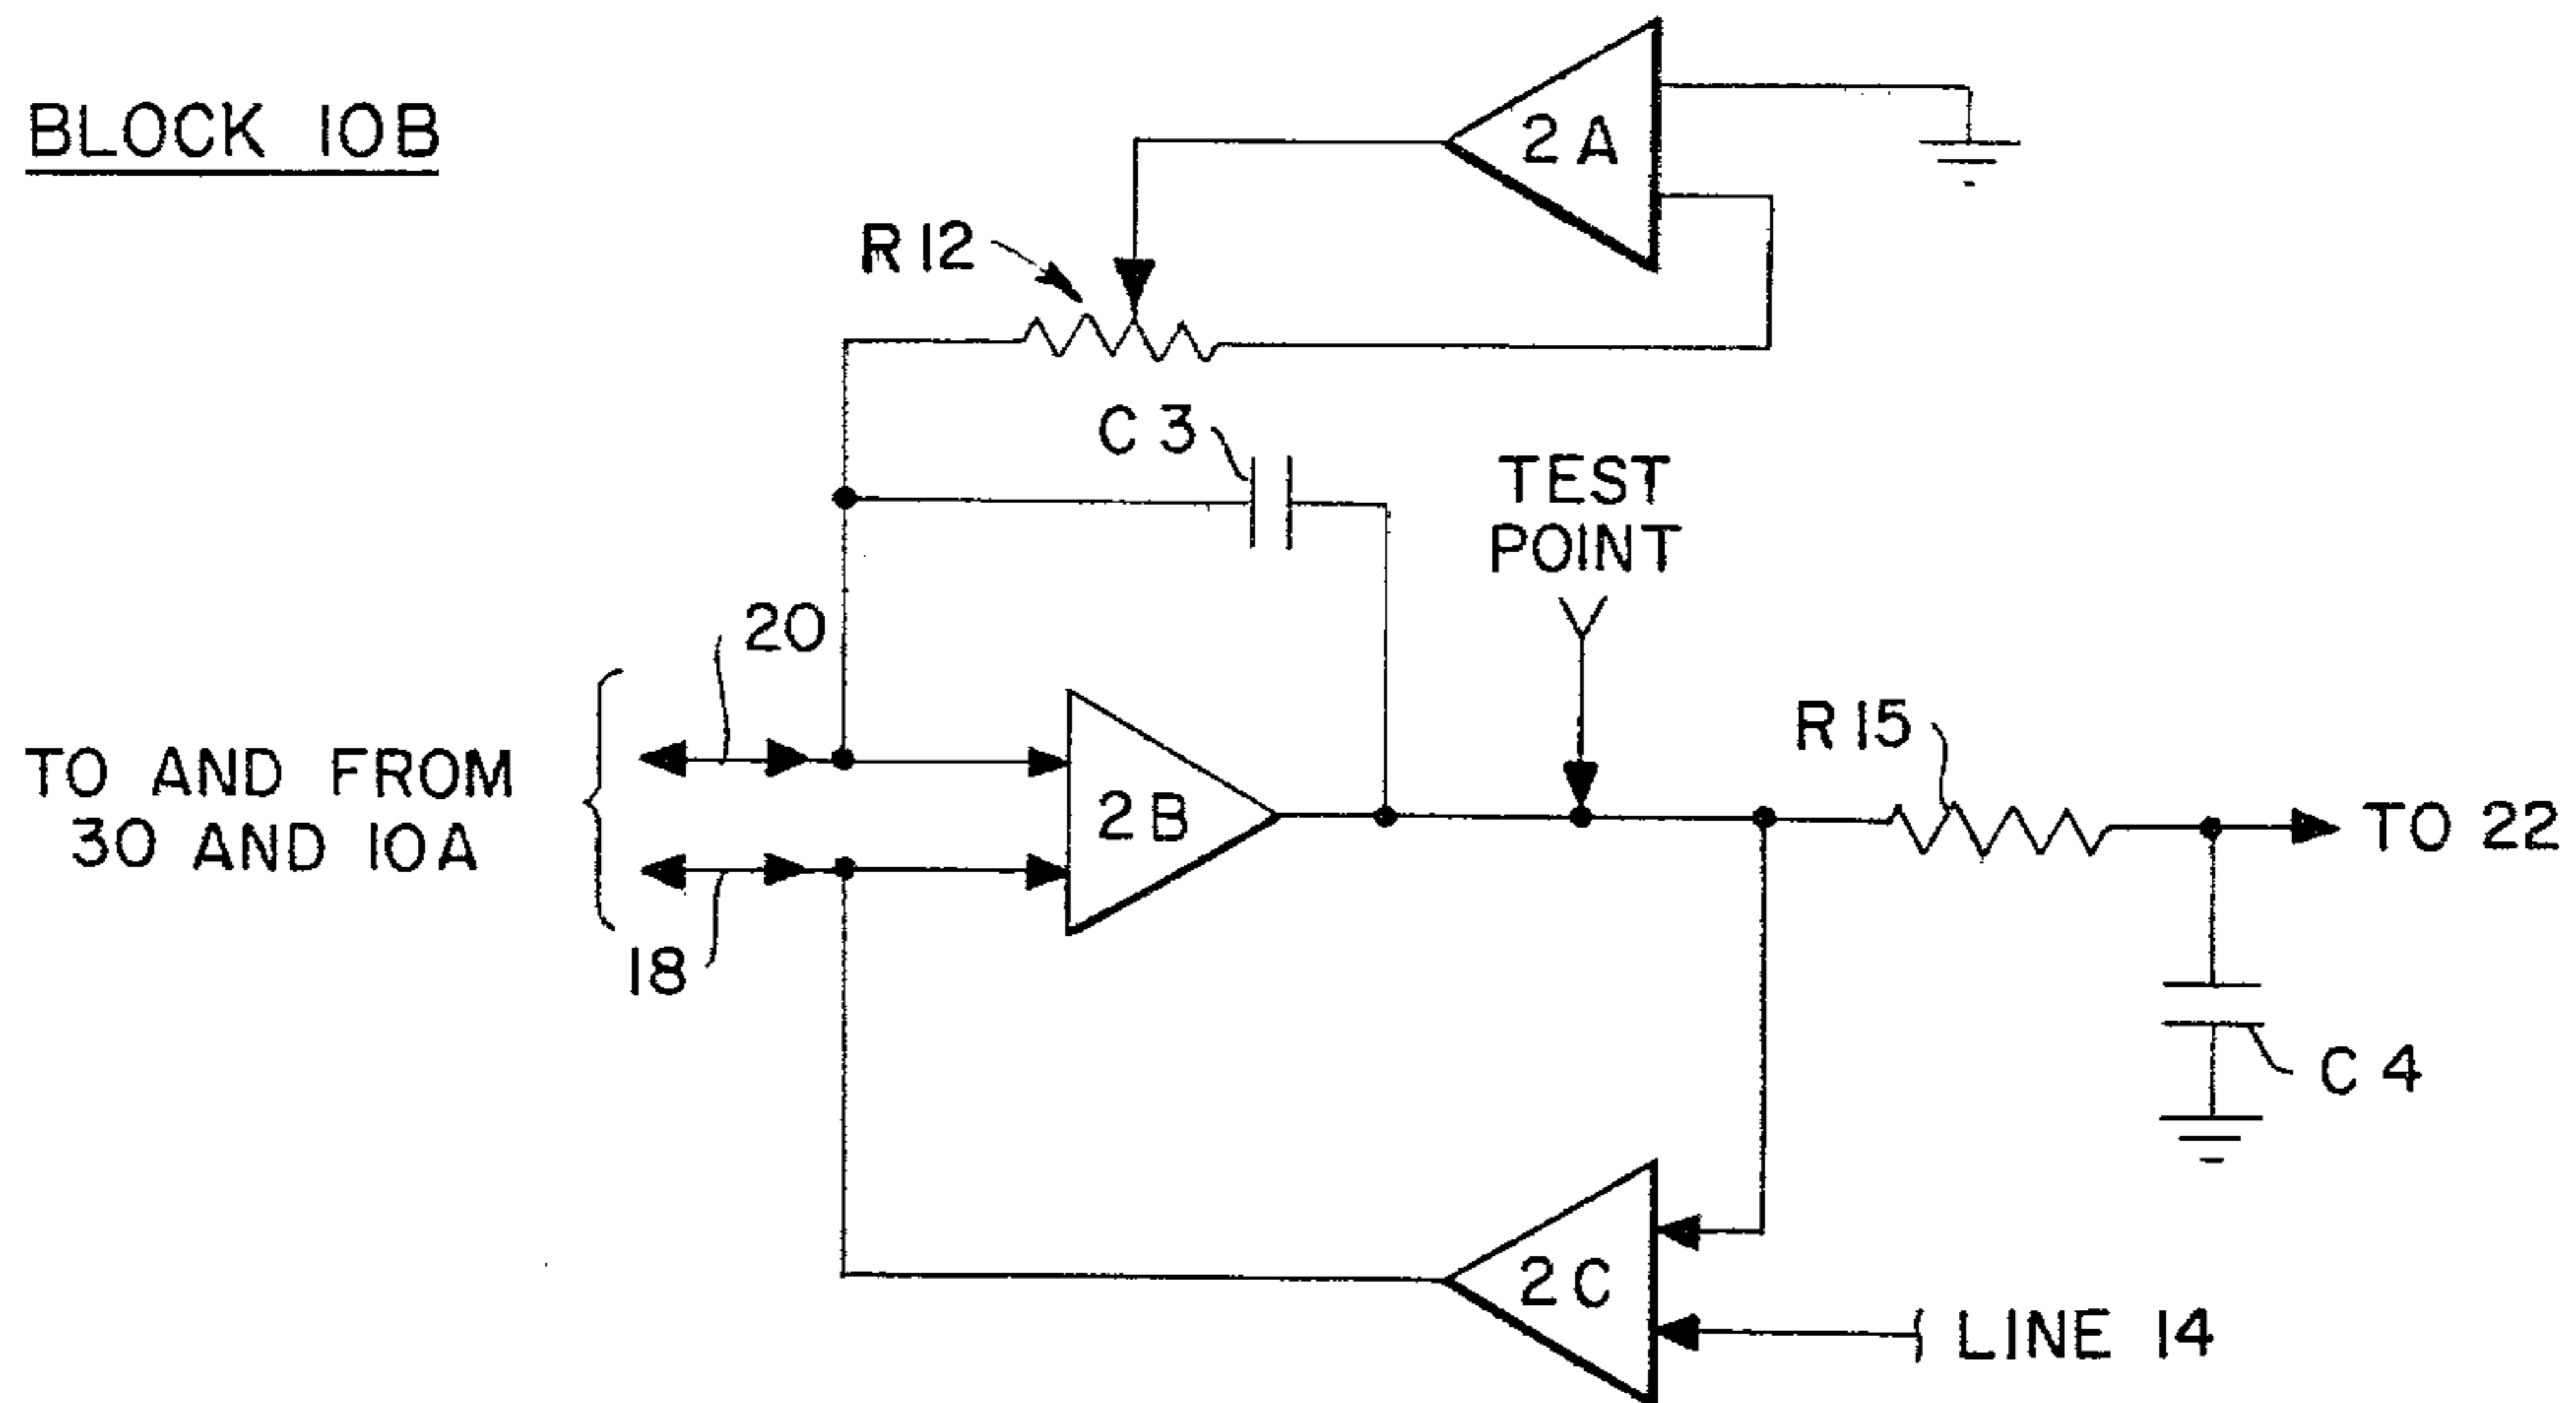 BLOCK 10B
2A
R12
C3
TEST
POINT
20
R15
TO AND FROM
30 AND 10A
2B
TO 22
18
C4
2C
LINE 14